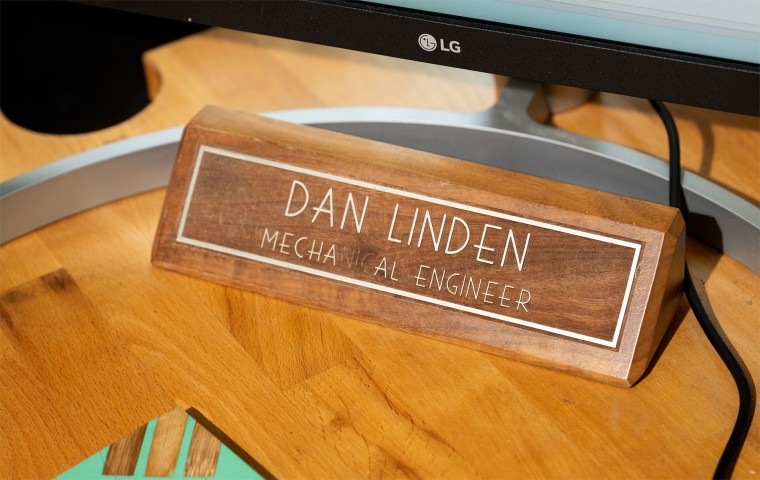 LG
DAN LINDEN
MECHANICAL ENGINEER